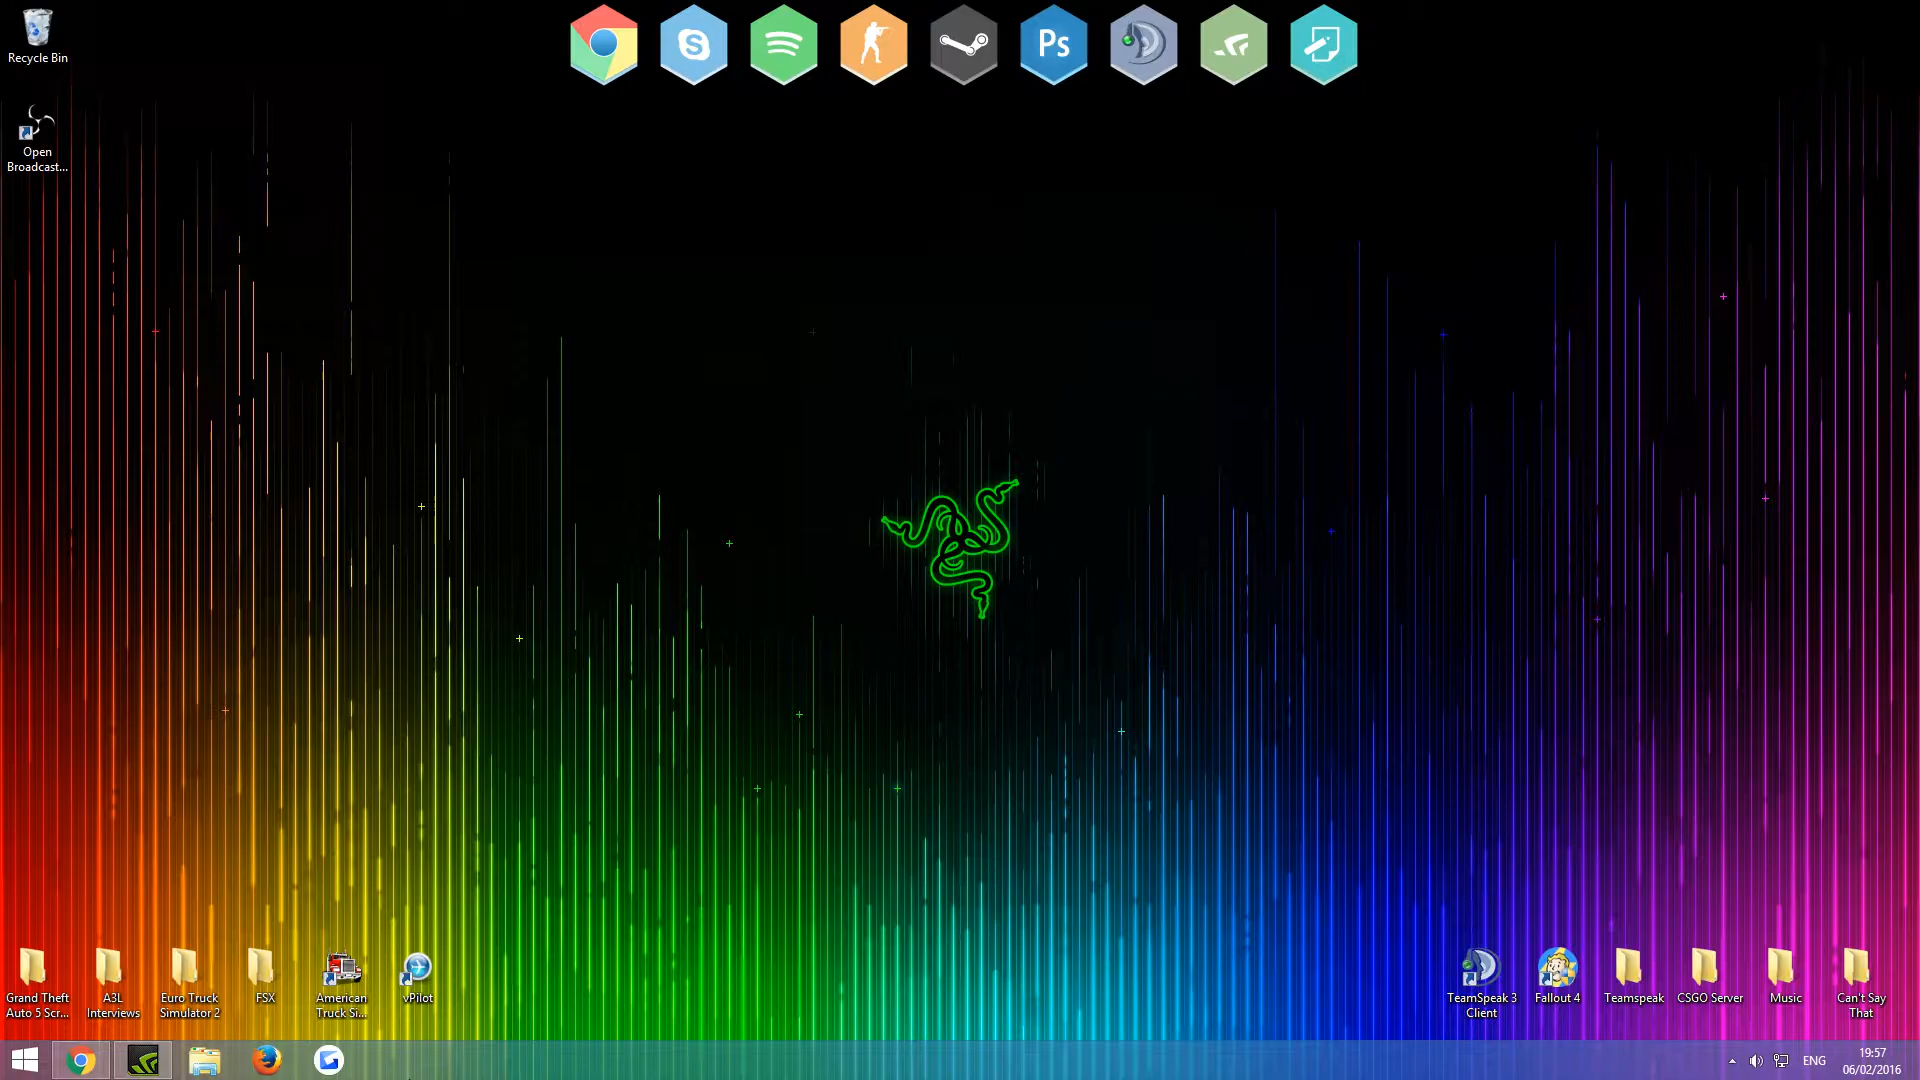 Recycle Bin
Open
Broadcast...
Ps
Grand Theft
Auto 5 Scr...
A3L
Interviews
Euro Truck
Simulator 2
FSX
American
Truck Si...
vPilot
TeamSpeak 3
Client
Fallout 4
Teamspeak
CSGO Server
Music
Can't Say
That
ENG
19:57
06/02/2016